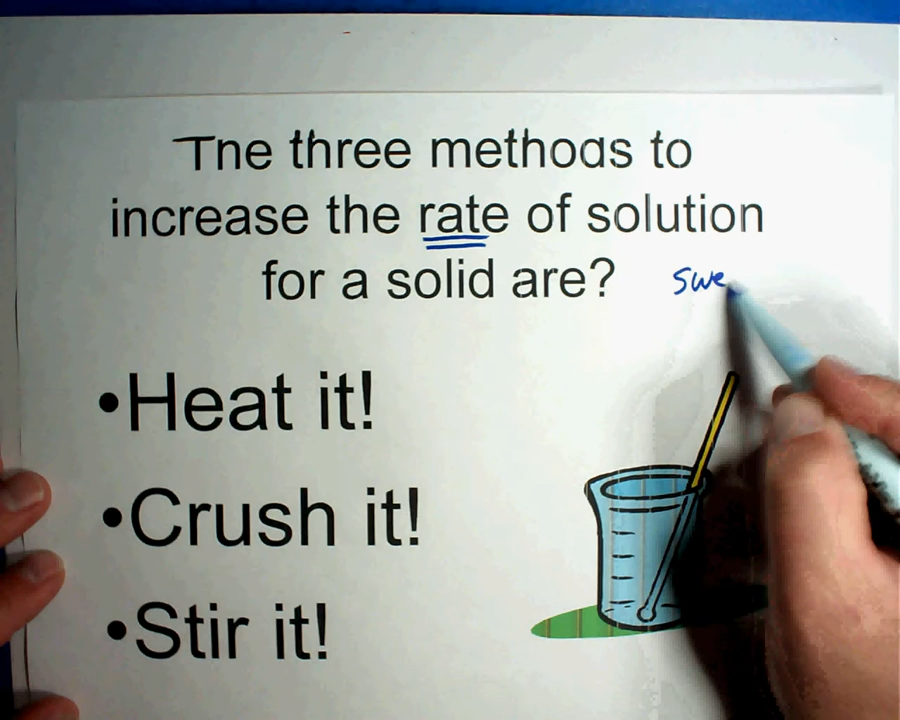 The three methods to
increase the rate of solution
for a solid are? swe
•Heat it!
•Crush it!
•Stir it!